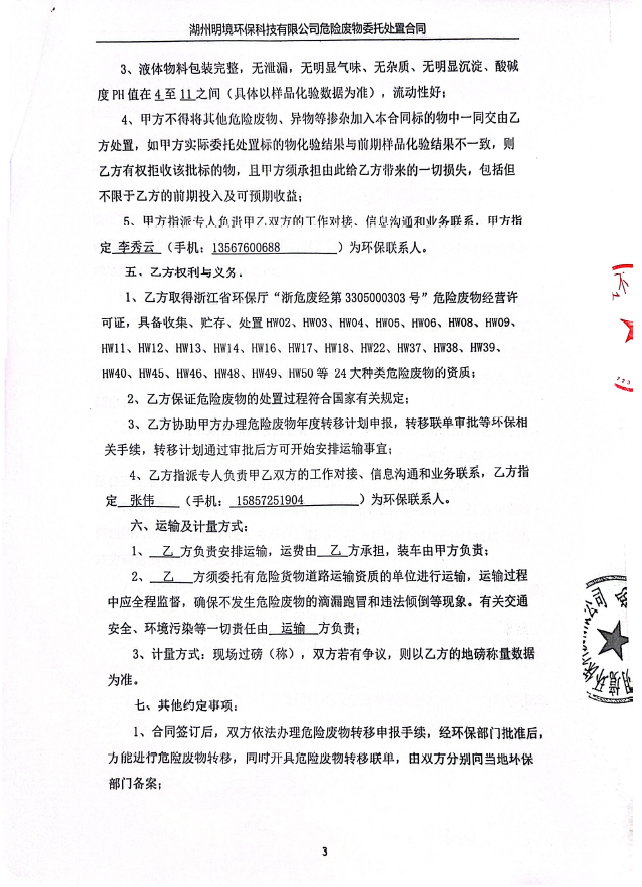 湖州明境环保科技有限公司危险废物委托处置合同
3、液体物料包装完整，无泄漏，无明显气味、无杂质、无明显沉淀、酸碱
度PH值在 4 至 11 之间（具体以样品化验数据为准），流动性好；
4、甲方不得将其他危险废物、异物等掺杂加入本合同标的物中一同交由乙
方处置，如甲方实际委托处置标的物化验结果与前期样品化验结果不一致，则
乙方有权拒收该批标的物，且甲方须承担由此给乙方带来的一切损失，包括但
不限于乙方的前期投入及可预期收益；
5、甲方指派专人负责甲乙双方的工作对接、信息沟通和业务联系，甲方指
定 李秀云 （手机：13567600688 ）为环保联系人。
五、乙方权利与义务：
1、乙方取得浙江省环保厅“浙危废经第 3305000303 号”危险废物经营许
可证，具备收集、贮存、处置 HW02、HW03、HW04、HW05、HW06、HW08、HW09、
HW11、HW12、HW13、HW14、HW16、HW17、HW18、HW22、HW37、HW38、HW39、
HW40、HW45、HW46、HW48、HW49、HW50 等 24 大种类危险废物的资质；
2、乙方保证危险废物的处置过程符合国家有关规定；
3、乙方协助甲方办理危险废物年度转移计划申报，转移联单审批等环保相
关手续，转移计划通过审批后方可开始安排运输事宜；
4、乙方指派专人负责甲乙双方的工作对接、信息沟通和业务联系，乙方指
定 张伟 （手机： 15857251904 ）为环保联系人。
六、运输及计量方式：
1、 乙 方负责安排运输，运费由 乙 方承担，装车由甲方负责；
2、 乙 方须委托有危险货物道路运输资质的单位进行运输，运输过程
中应全程监督，确保不发生危险废物的滴漏跑冒和违法倾倒等现象。有关交通
安全、环境污染等一切责任由 运输 方负责；
3、计量方式：现场过磅（称），双方若有争议，则以乙方的地磅称量数据
为准。
七、其他约定事项：
1、合同签订后，双方依法办理危险废物转移申报手续，经环保部门批准后，
方能进行危险废物转移，同时开具危险废物转移联单，由双方分别向当地环保
部门备案；
3